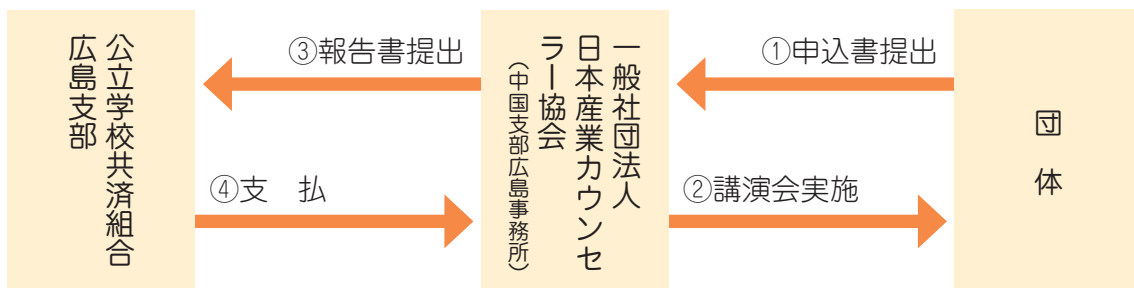 公立学校共済組合
広島支部
③報告書提出
④支　払
一般社団法人
日本産業カウンセ
ラー協会
（中国支部広島事務所）
①申込書提出
②講演会実施
団　体